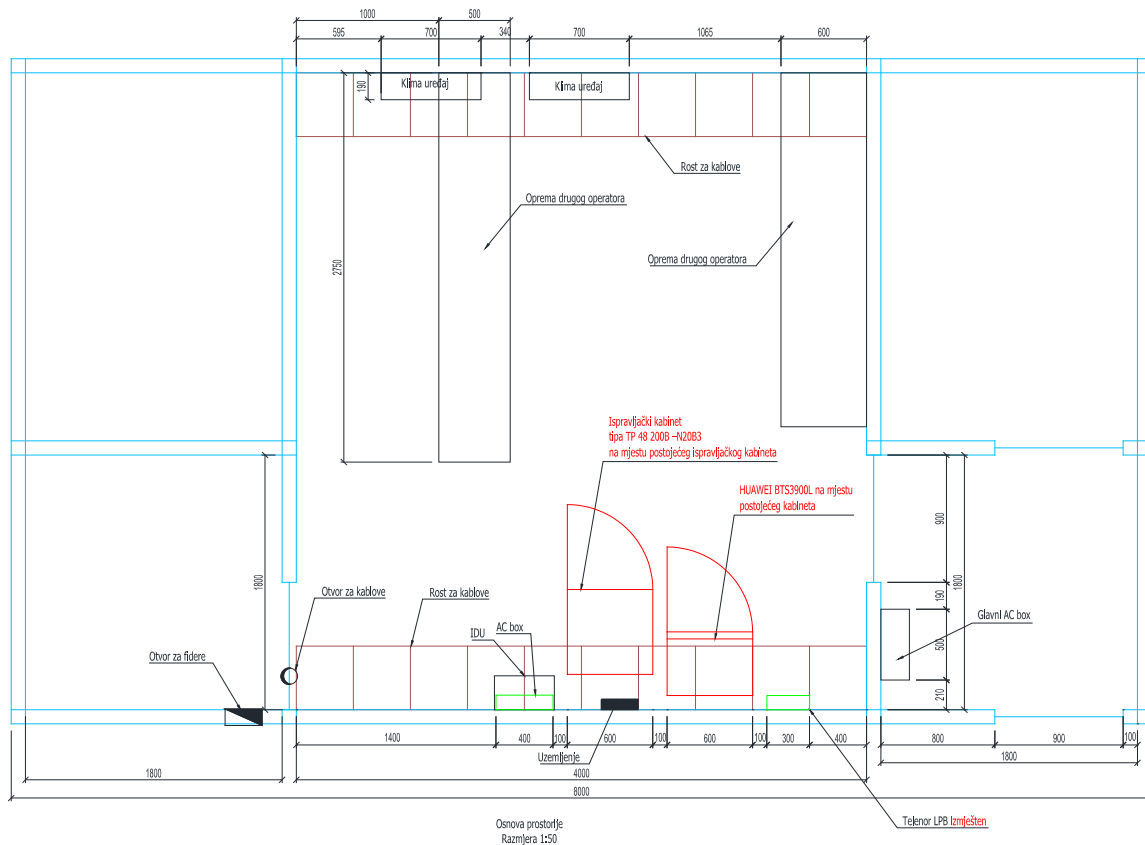 1000
500
595
700
340
700
1065
600
190
Klima uređaj
Klima uređaj
Rost za kablove
Oprema drugog operatora
2750
Oprema drugog operatora
Ispravljački kabinet
tipa TP 48 200B –N20B3
na mjestu postojećeg ispravljačkog kabineta
HUAWEI BTS3900L na mjestu
postojećeg kabineta
900
1800
1800
190
Otvor za kablove
Rost za kablove
AC box
IDU
Glavni AC box
500
Otvor za fidere
210
1400
400
100
600
100
600
100
300
400
800
900
100
Uzemljenje
1800
1800
4000
8000
Osnova prostorije
Razmjera 1:50
Telenor LPB Izmješten